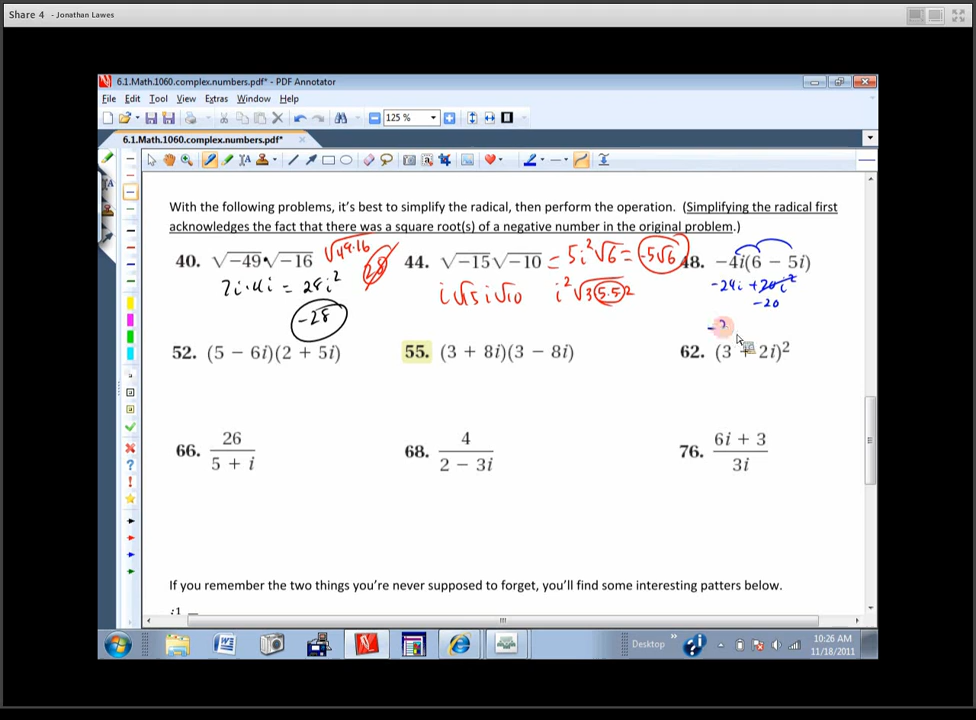 Share 4 - Jonathan Lawes
6.1.Math.1060.complex.numbers.pdf* - PDF Annotator
File Edit Tool View Extras Window Help
125 %
6.1.Math.1060.complex.numbers.pdf*
With the following problems, it's best to simplify the radical, then perform the operation. (Simplifying the radical first
acknowledges the fact that there was a square root(s) of a negative number in the original problem.)
40. √-49 · √-16 √49·16 28
7i·4i = 28i²
-28
44. √-15√-10 = 5i²√6 = -5√6
i√15 i√10 i²√3(5·5)2
48. -4i(6 - 5i)
-24i + 20i²
-20
-2
52. (5 - 6i)(2 + 5i)
55. (3 + 8i)(3 - 8i)
62. (3 + 2i)²
66. 26/(5 + i)
68. 4/(2 - 3i)
76. (6i + 3)/3i
If you remember the two things you're never supposed to forget, you'll find some interesting patters below.
Desktop
10:26 AM
11/18/2011